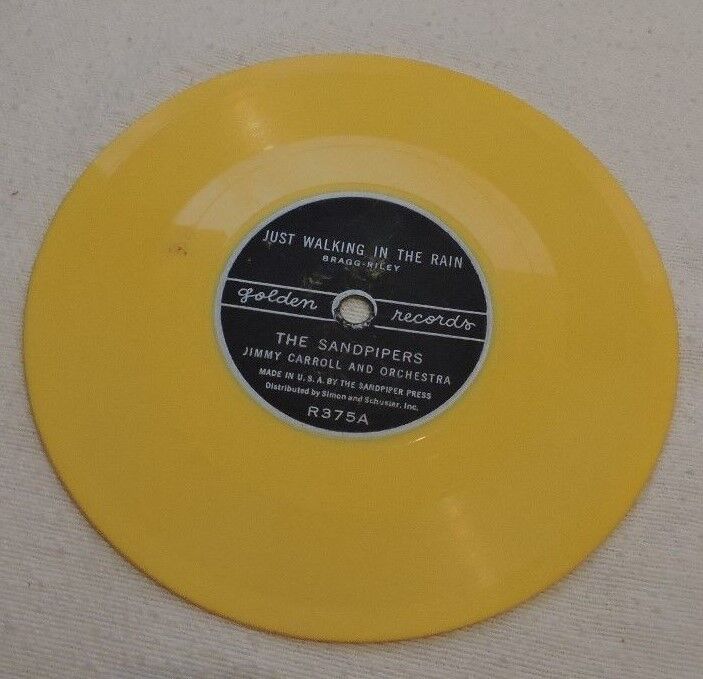 JUST WALKING IN THE RAIN
BRAGG-RILEY
golden records
THE SANDPIPERS
JIMMY CARROLL AND ORCHESTRA
MADE IN U.S.A. BY THE SANDPIPER PRESS
Distributed by Simon and Schuster, Inc.
R375A